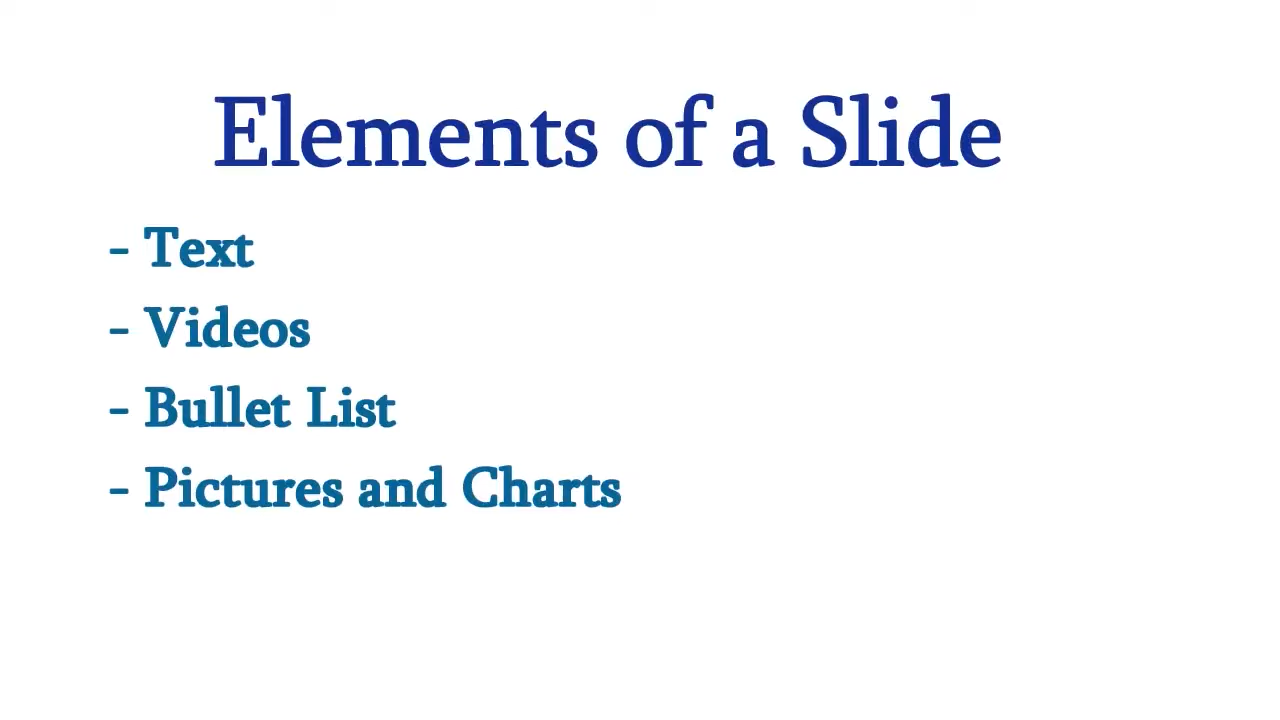 Elements of a Slide
- Text
- Videos
- Bullet List
- Pictures and Charts